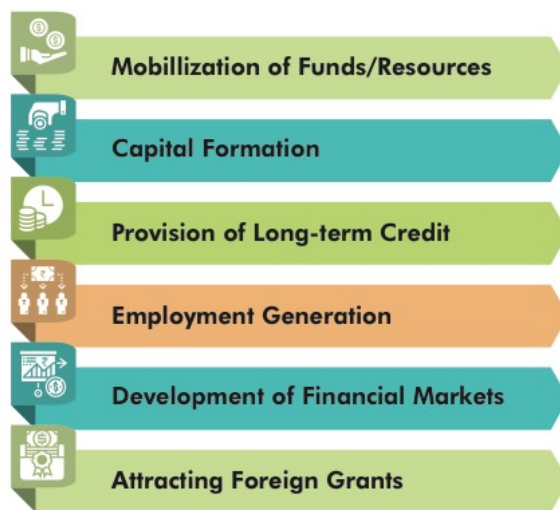 Mobillization of Funds/Resources
Capital Formation
Provision of Long-term Credit
Employment Generation
Development of Financial Markets
Attracting Foreign Grants